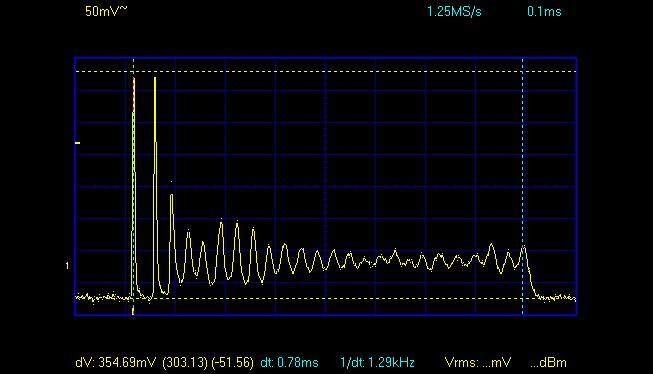 50mV~ 1.25MS/s 0.1ms
1
dV: 354.69mV (303.13) (-51.56) dt: 0.78ms 1/dt: 1.29kHz Vrms: ...mV ...dBm